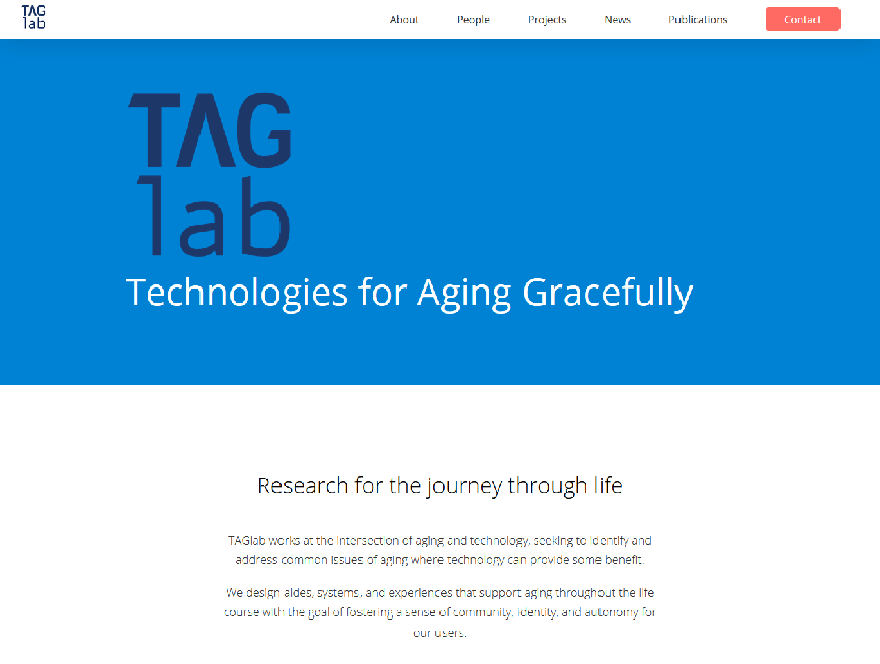 TAG
lab
About People Projects News Publications Contact
TAG
lab
Technologies for Aging Gracefully
Research for the journey through life
TAGlab works at the intersection of aging and technology, seeking to identify and
address common issues of aging where technology can provide some benefit.
We design aides, systems, and experiences that support aging throughout the life
course with the goal of fostering a sense of community, identity, and autonomy for
our users.